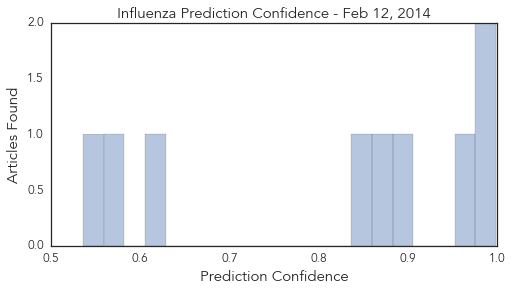 Influenza Prediction Confidence - Feb 12, 2014
Articles Found
2.0
1.5
1.0
0.5
0.0
0.5 0.6 0.7 0.8 0.9 1.0
Prediction Confidence